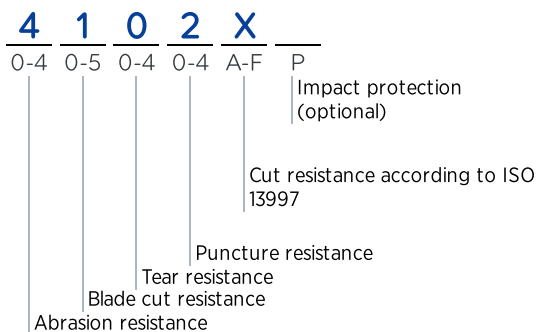 4 1 0 2 X
0-4 0-5 0-4 0-4 A-F P
Impact protection
(optional)
Cut resistance according to ISO
13997
Puncture resistance
Tear resistance
Blade cut resistance
Abrasion resistance